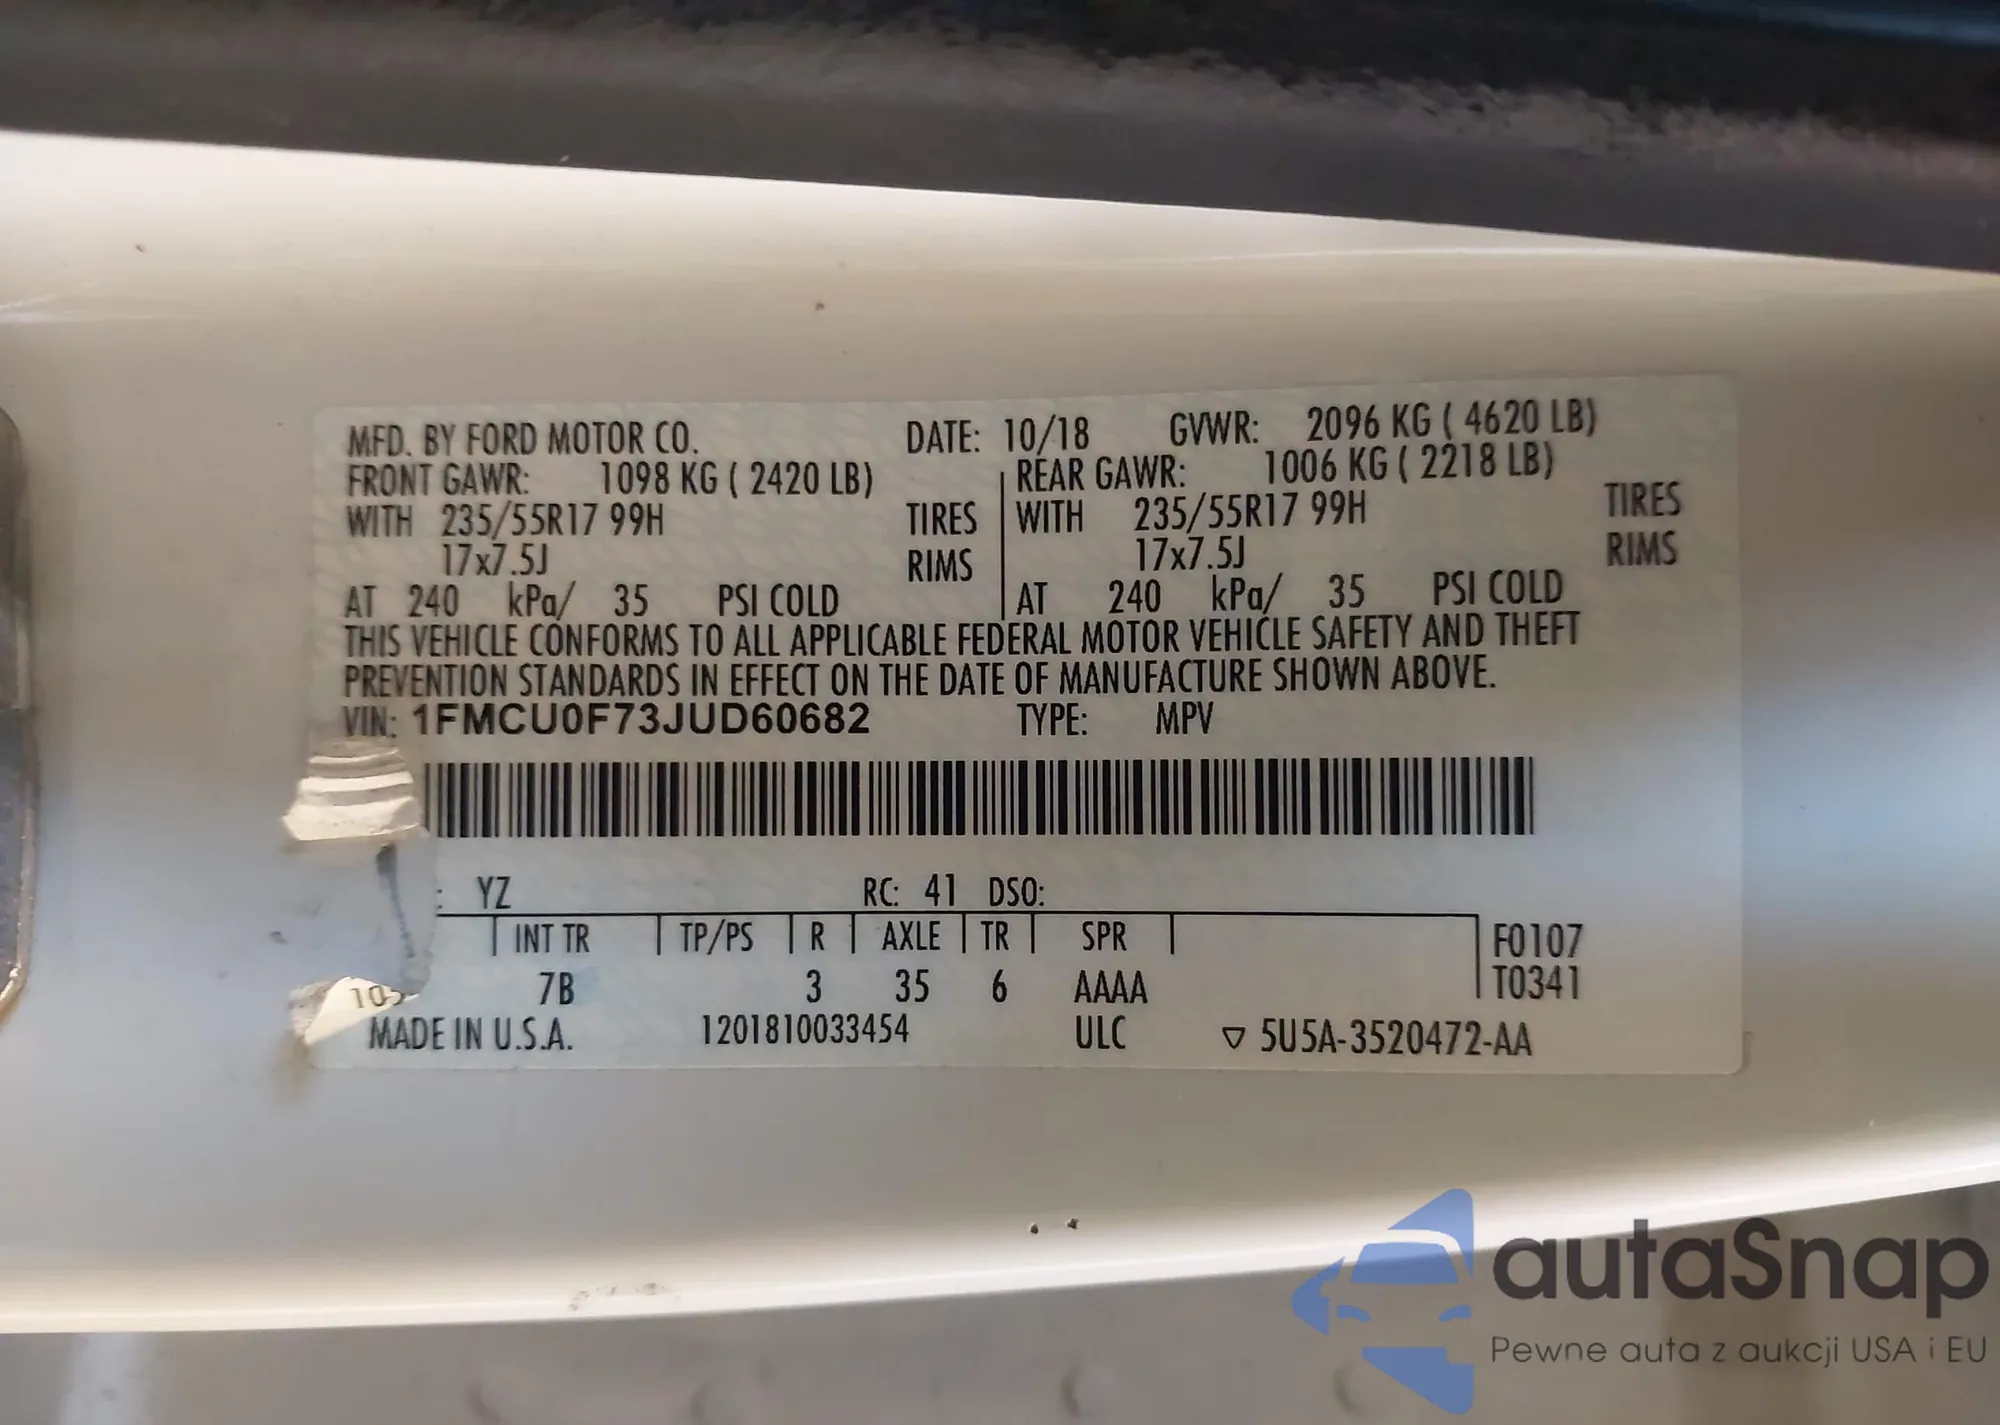 MFD. BY FORD MOTOR CO. DATE: 10/18 GVWR: 2096 KG ( 4620 LB)
FRONT GAWR: 1098 KG ( 2420 LB) REAR GAWR: 1006 KG ( 2218 LB)
WITH 235/55R17 99H TIRES WITH 235/55R17 99H TIRES
17x7.5J RIMS 17x7.5J RIMS
AT 240 kPa/ 35 PSI COLD AT 240 kPa/ 35 PSI COLD
THIS VEHICLE CONFORMS TO ALL APPLICABLE FEDERAL MOTOR VEHICLE SAFETY AND THEFT
PREVENTION STANDARDS IN EFFECT ON THE DATE OF MANUFACTURE SHOWN ABOVE.
VIN: 1FMCU0F73JUD60682 TYPE: MPV
: YZ RC: 41 DSO:
INT TR TP/PS R AXLE TR SPR F0107
7B 3 35 6 AAAA T0341
MADE IN U.S.A. 1201810033454 ULC ▽ 5U5A-3520472-AA
autaSnap
Pewne auta z aukcji USA i EU